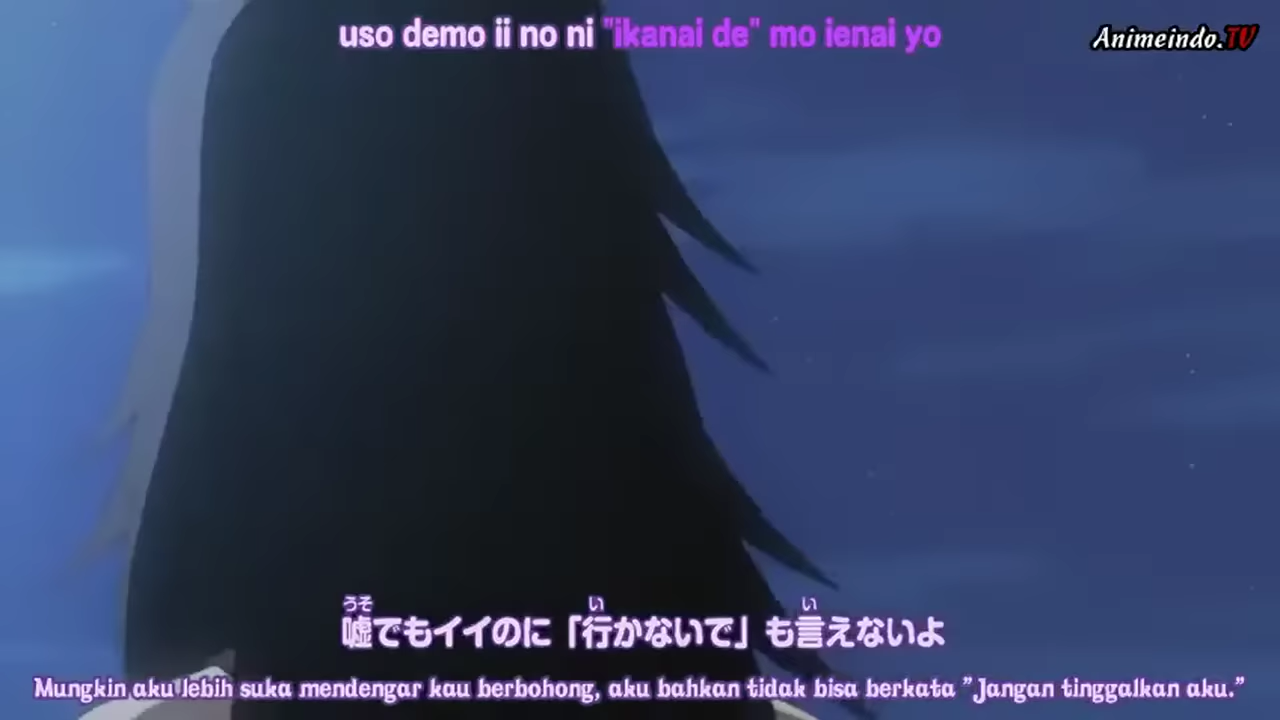 uso demo ii no ni "ikanai de" mo ienai yo
Animeindo.TV
うそ い い
嘘でもイイのに「行かないで」も言えないよ
Mungkin aku lebih suka mendengar kau berbohong, aku bahkan tidak bisa berkata "Jangan tinggalkan aku."